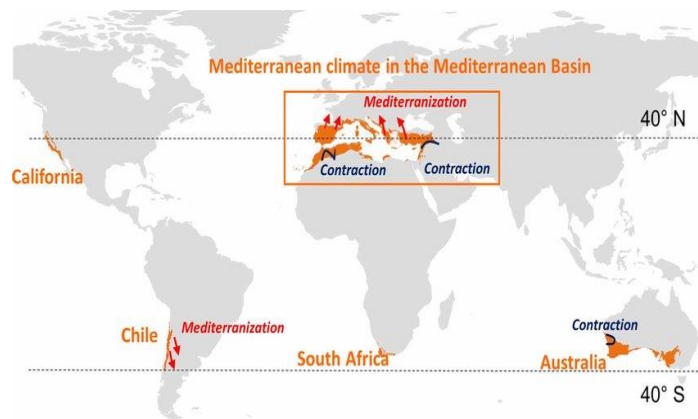 Mediterranean climate in the Mediterranean Basin
Mediterranization
40° N
California
Contraction
Contraction
Mediterranization
Chile
Contraction
South Africa
Australia
40° S